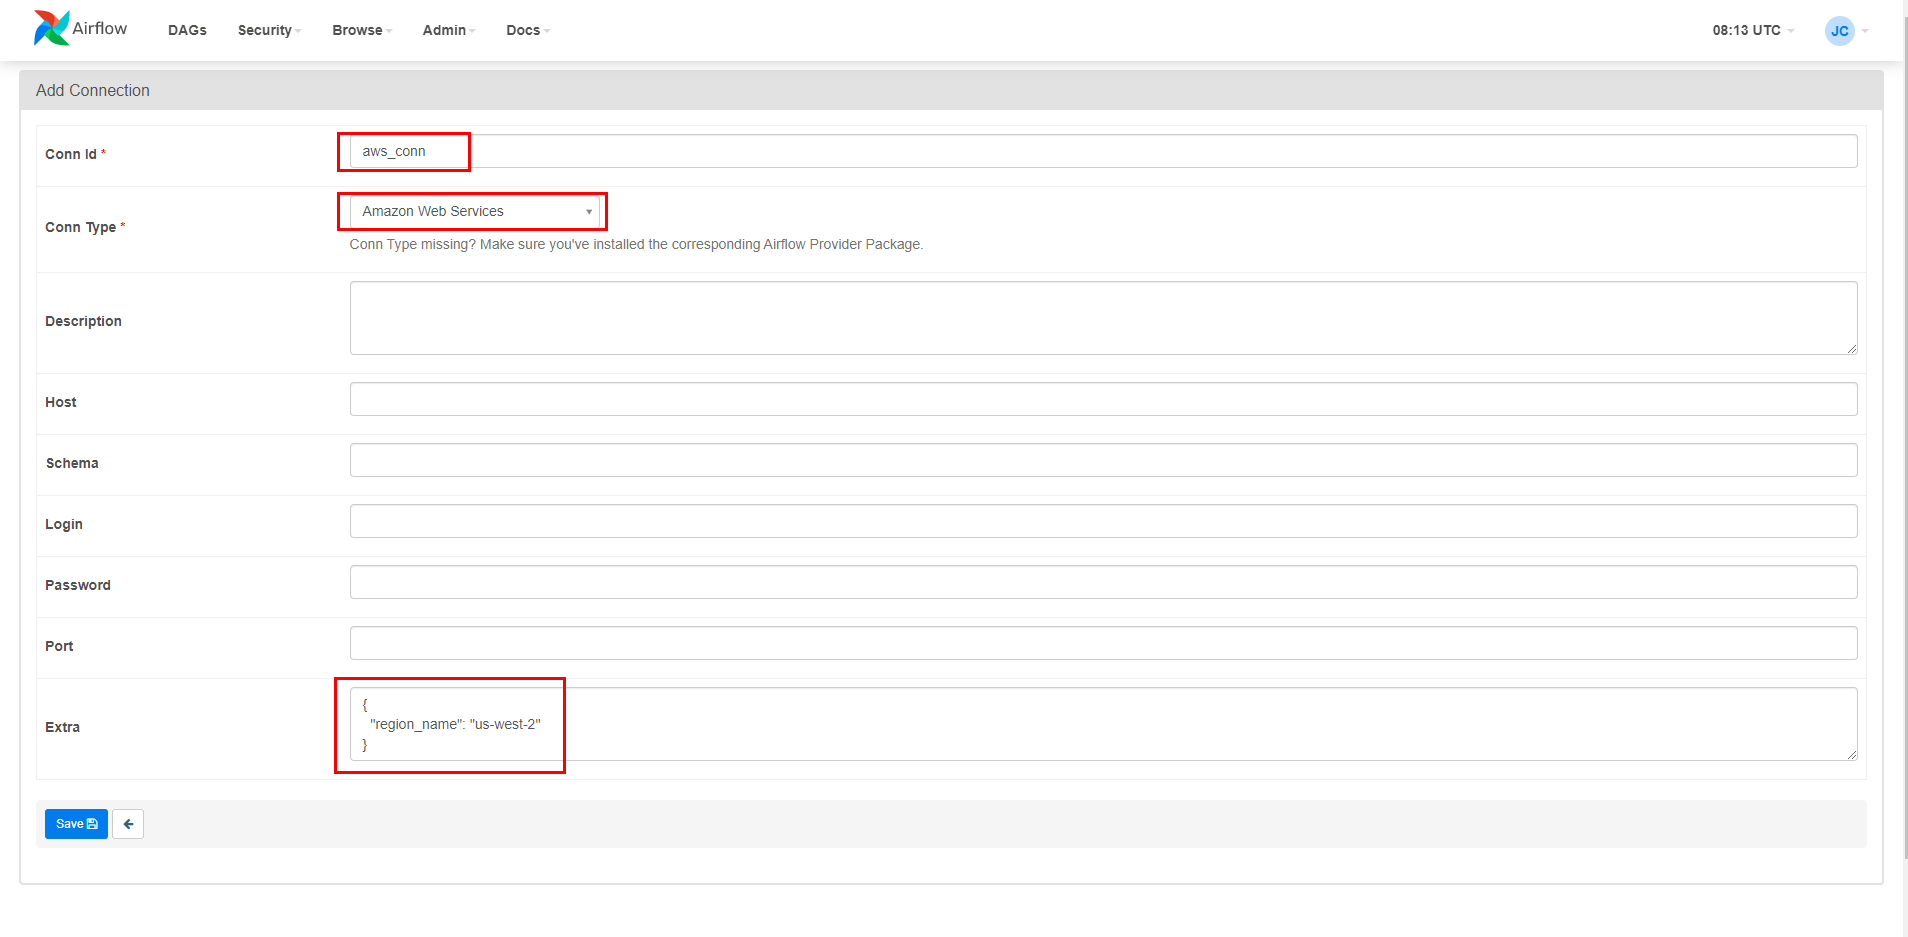 Airflow DAGs Security Browse Admin Docs 08:13 UTC JC
Add Connection
Conn Id * aws_conn
Conn Type * Amazon Web Services
Conn Type missing? Make sure you've installed the corresponding Airflow Provider Package.
Description
Host
Schema
Login
Password
Port
Extra
{
"region_name": "us-west-2"
}
Save